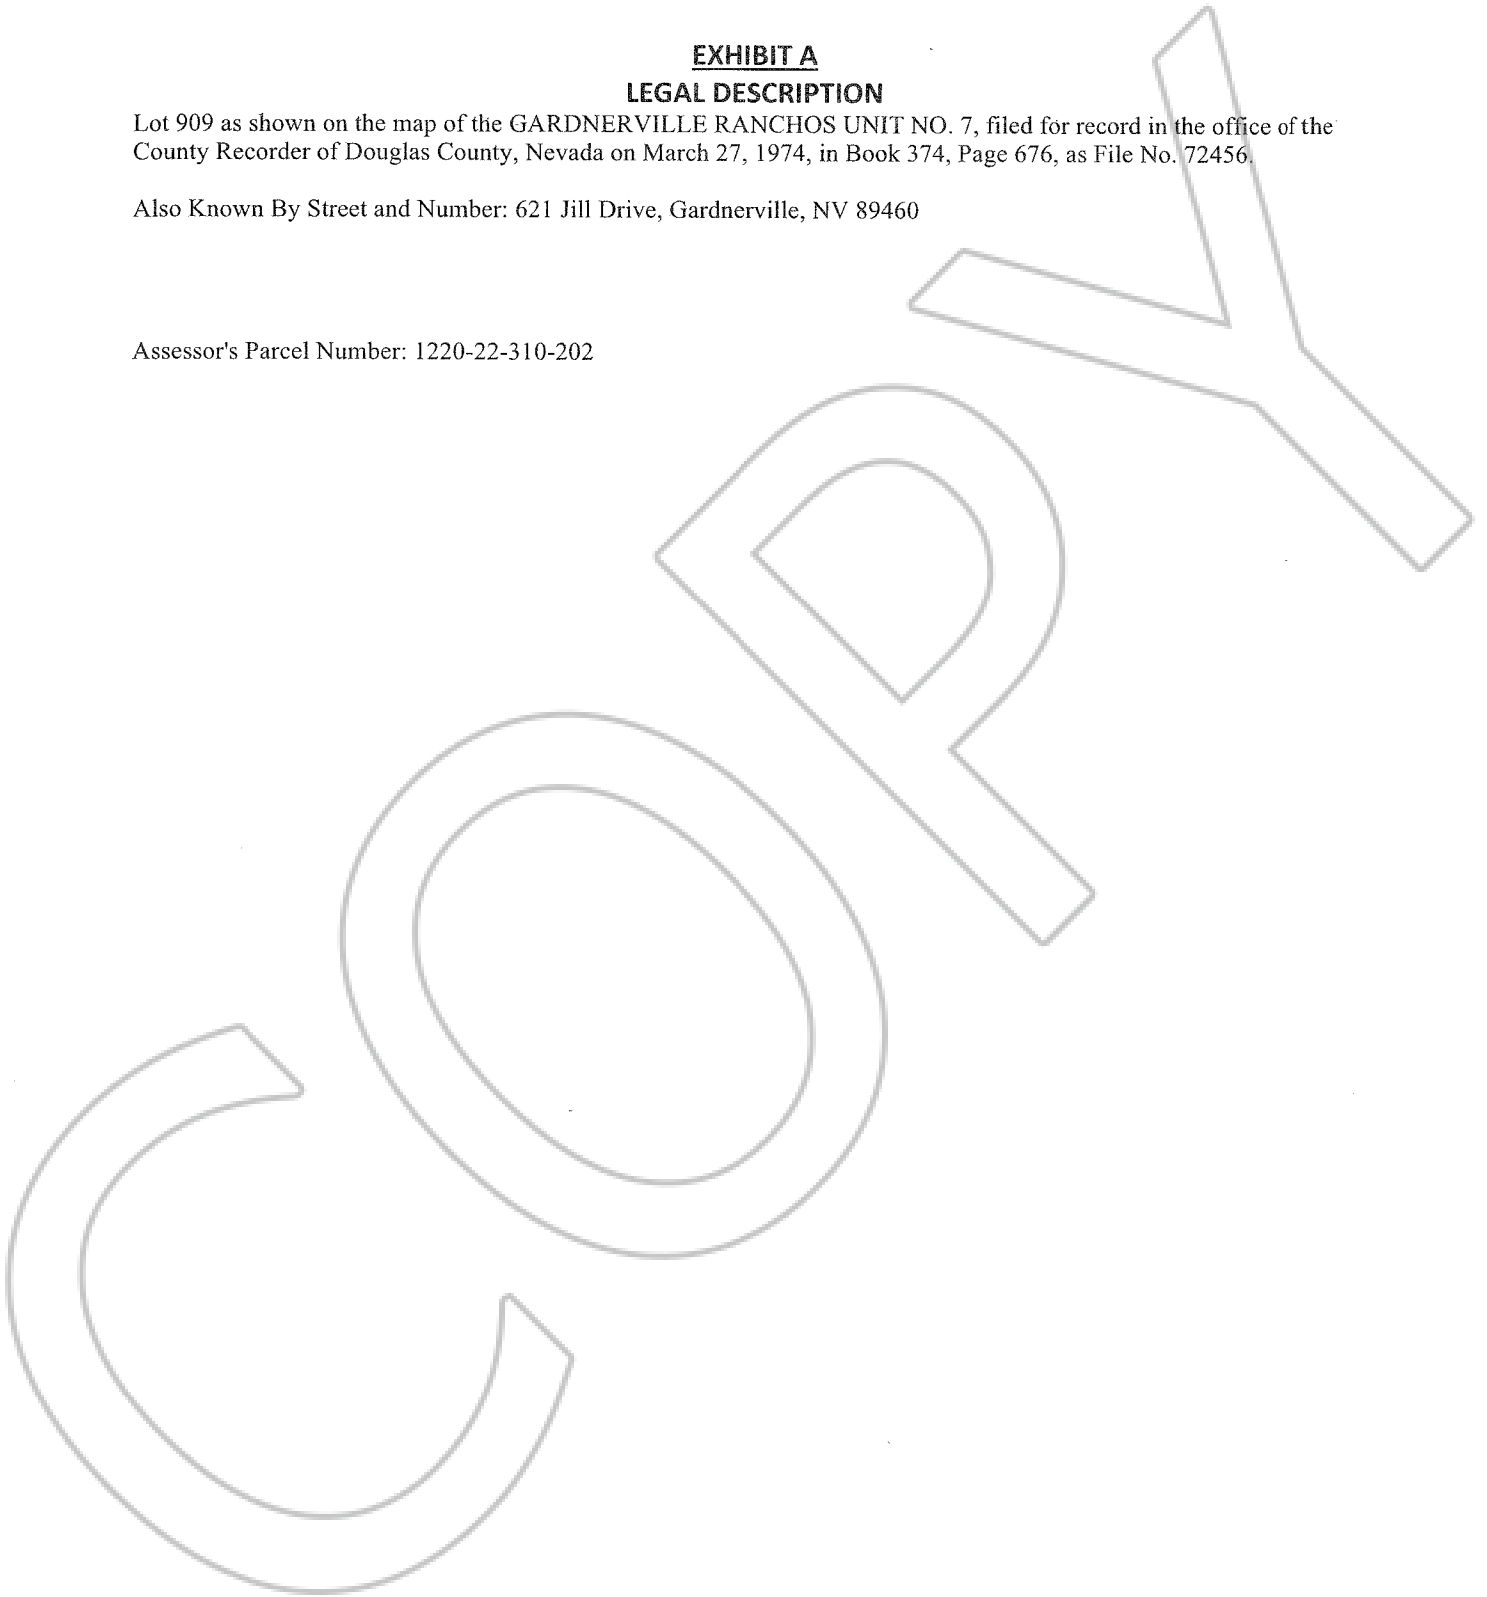 EXHIBIT A
LEGAL DESCRIPTION
Lot 909 as shown on the map of the GARDNERVILLE RANCHOS UNIT NO. 7, filed for record in the office of the
County Recorder of Douglas County, Nevada on March 27, 1974, in Book 374, Page 676, as File No. 72456.
Also Known By Street and Number: 621 Jill Drive, Gardnerville, NV 89460
Assessor's Parcel Number: 1220-22-310-202
COPY